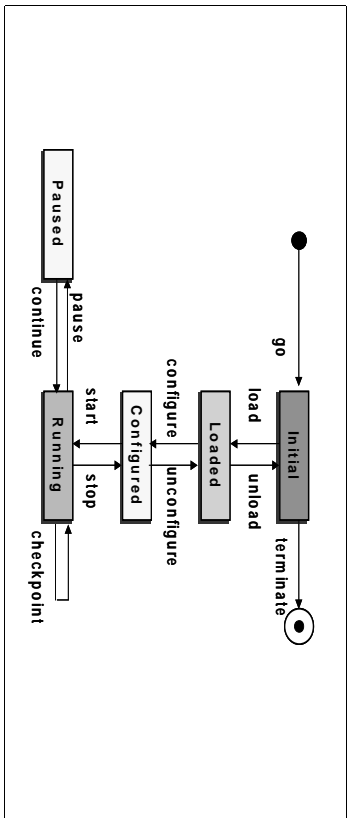 go
Initial
terminate
load
unload
Loaded
configure
unconfigure
Configured
start
stop
Paused
pause
continue
Running
checkpoint